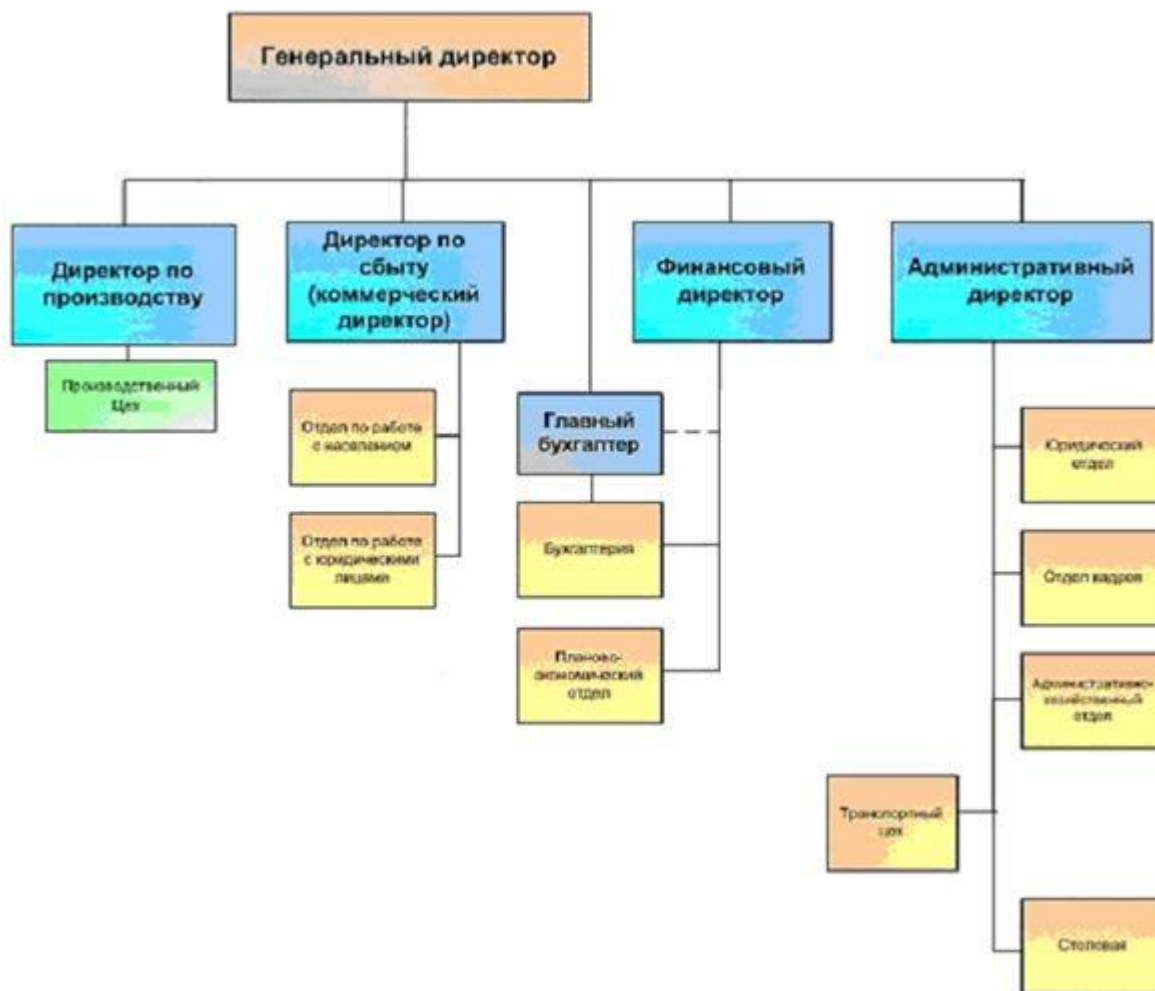 Генеральный директор
Директор по
производству
Директор по
сбыту
(коммерческий
директор)
Финансовый
директор
Административный
директор
Производственный
Цех
Отдел по работе
с населением
Главный
бухгалтер
Юридический
отдел
Отдел по работе
с юридическими
лицами
Бухгалтерия
Отдел кадров
Планово-
экономический
отдел
Административно-
хозяйственный
отдел
Транспортный
цех
Столовая